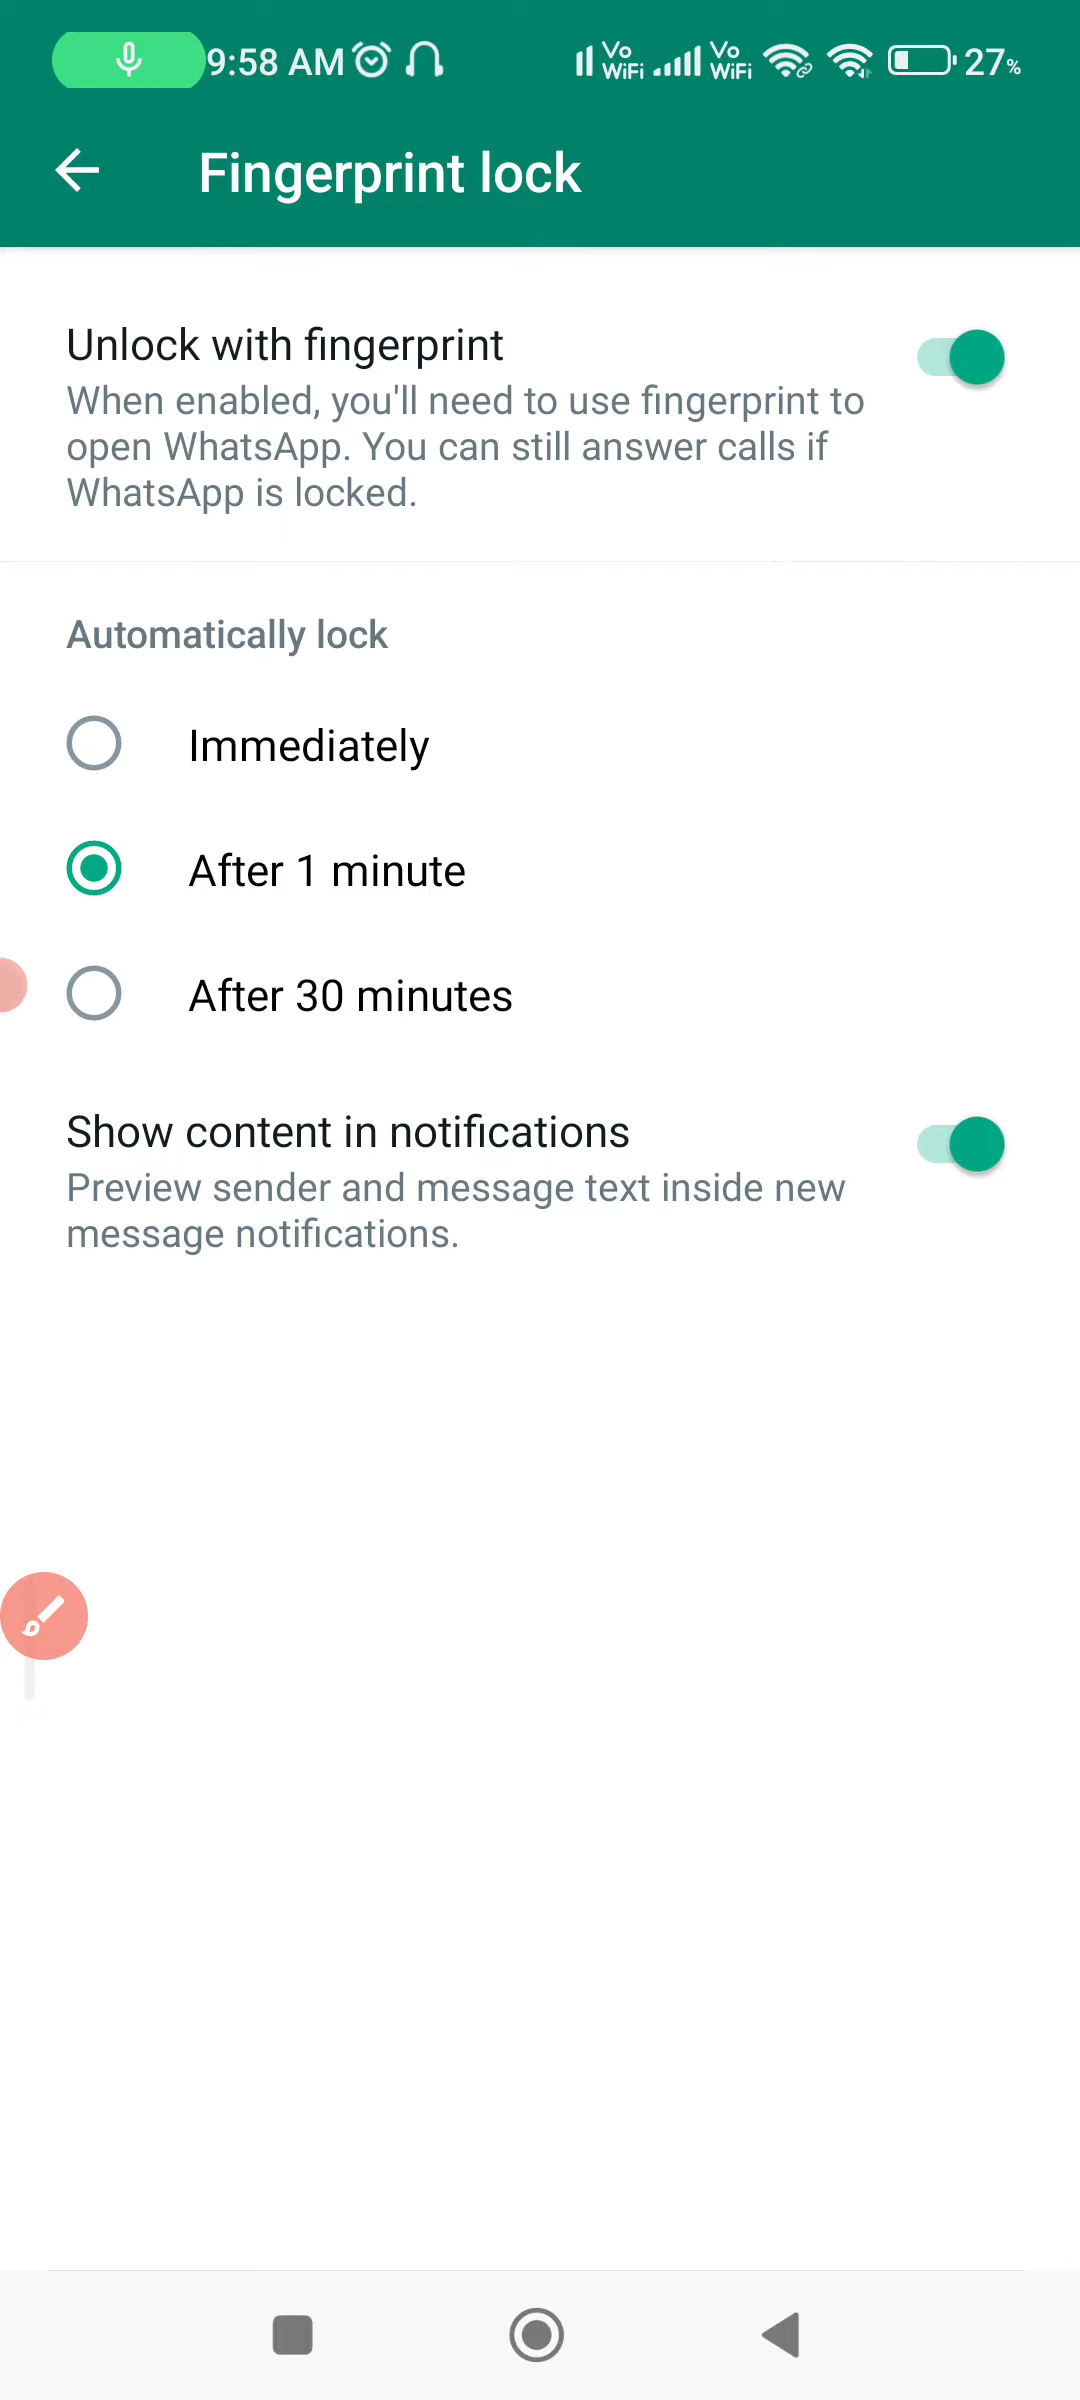 9:58 AM Vo WiFi Vo WiFi 27%
Fingerprint lock
Unlock with fingerprint
When enabled, you'll need to use fingerprint to
open WhatsApp. You can still answer calls if
WhatsApp is locked.
Automatically lock
Immediately
After 1 minute
After 30 minutes
Show content in notifications
Preview sender and message text inside new
message notifications.